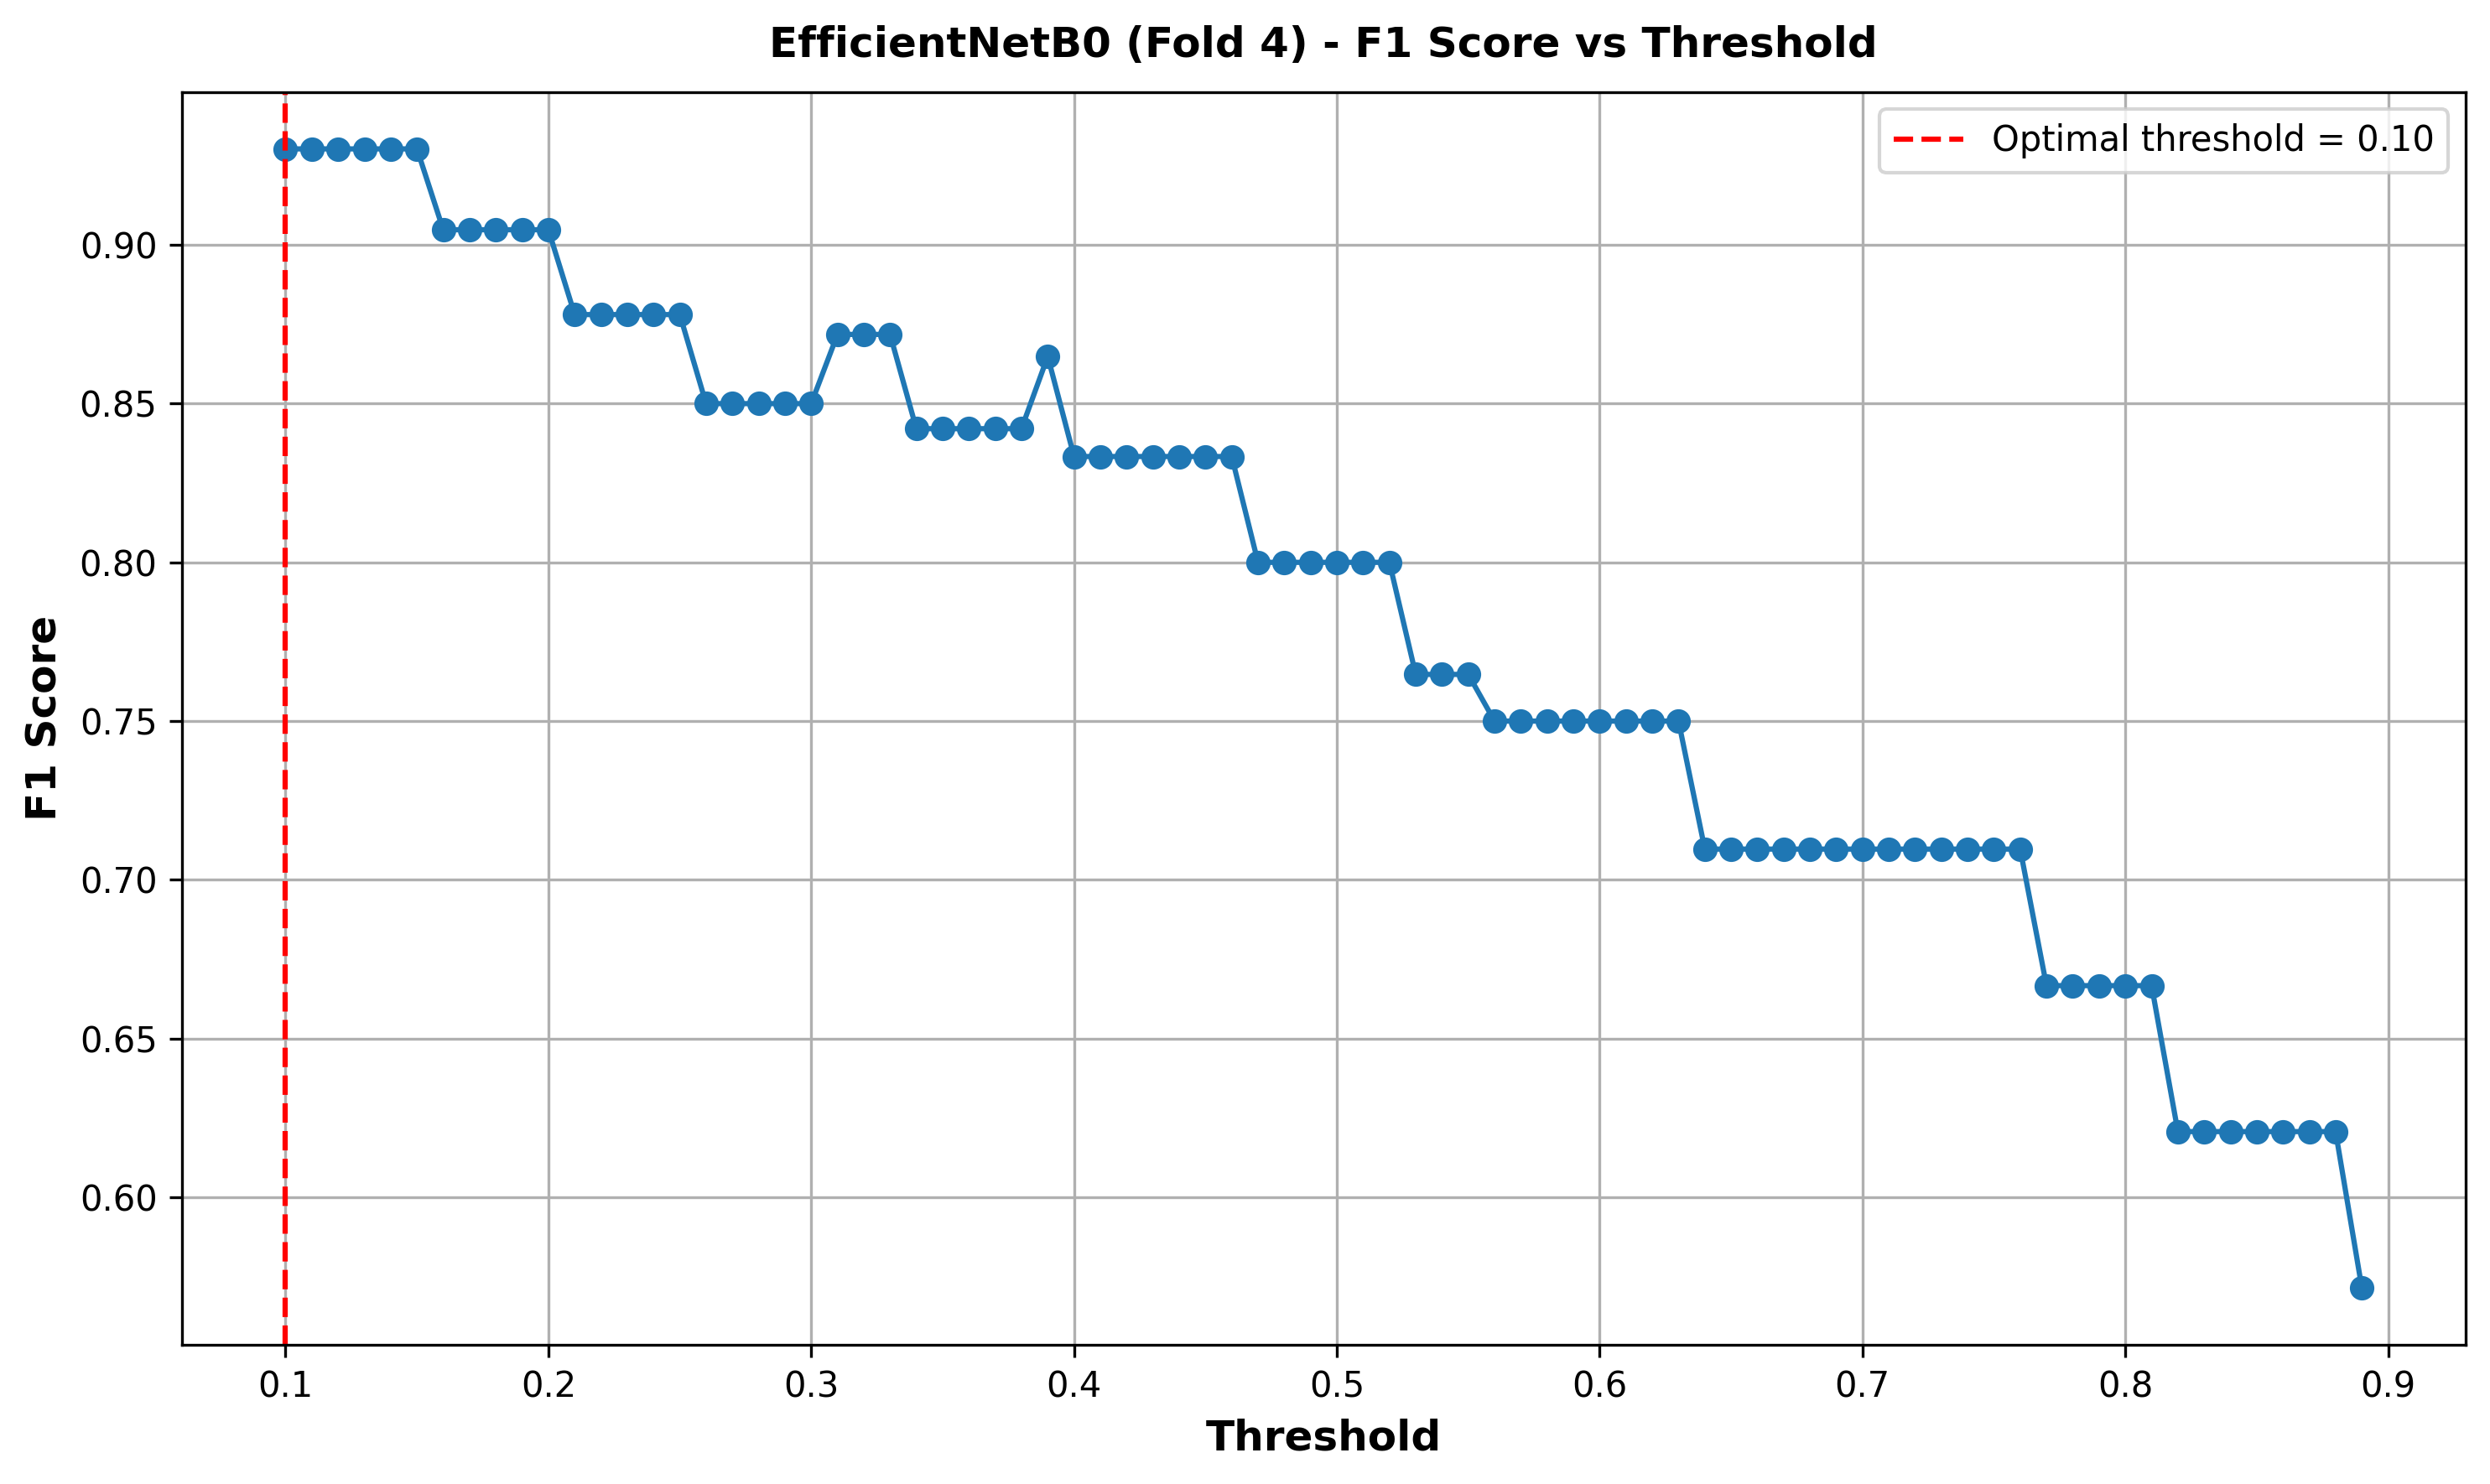 EfficientNetB0 (Fold 4) - F1 Score vs Threshold
Optimal threshold = 0.10
F1 Score
0.90
0.85
0.80
0.75
0.70
0.65
0.60
0.1 0.2 0.3 0.4 0.5 0.6 0.7 0.8 0.9
Threshold